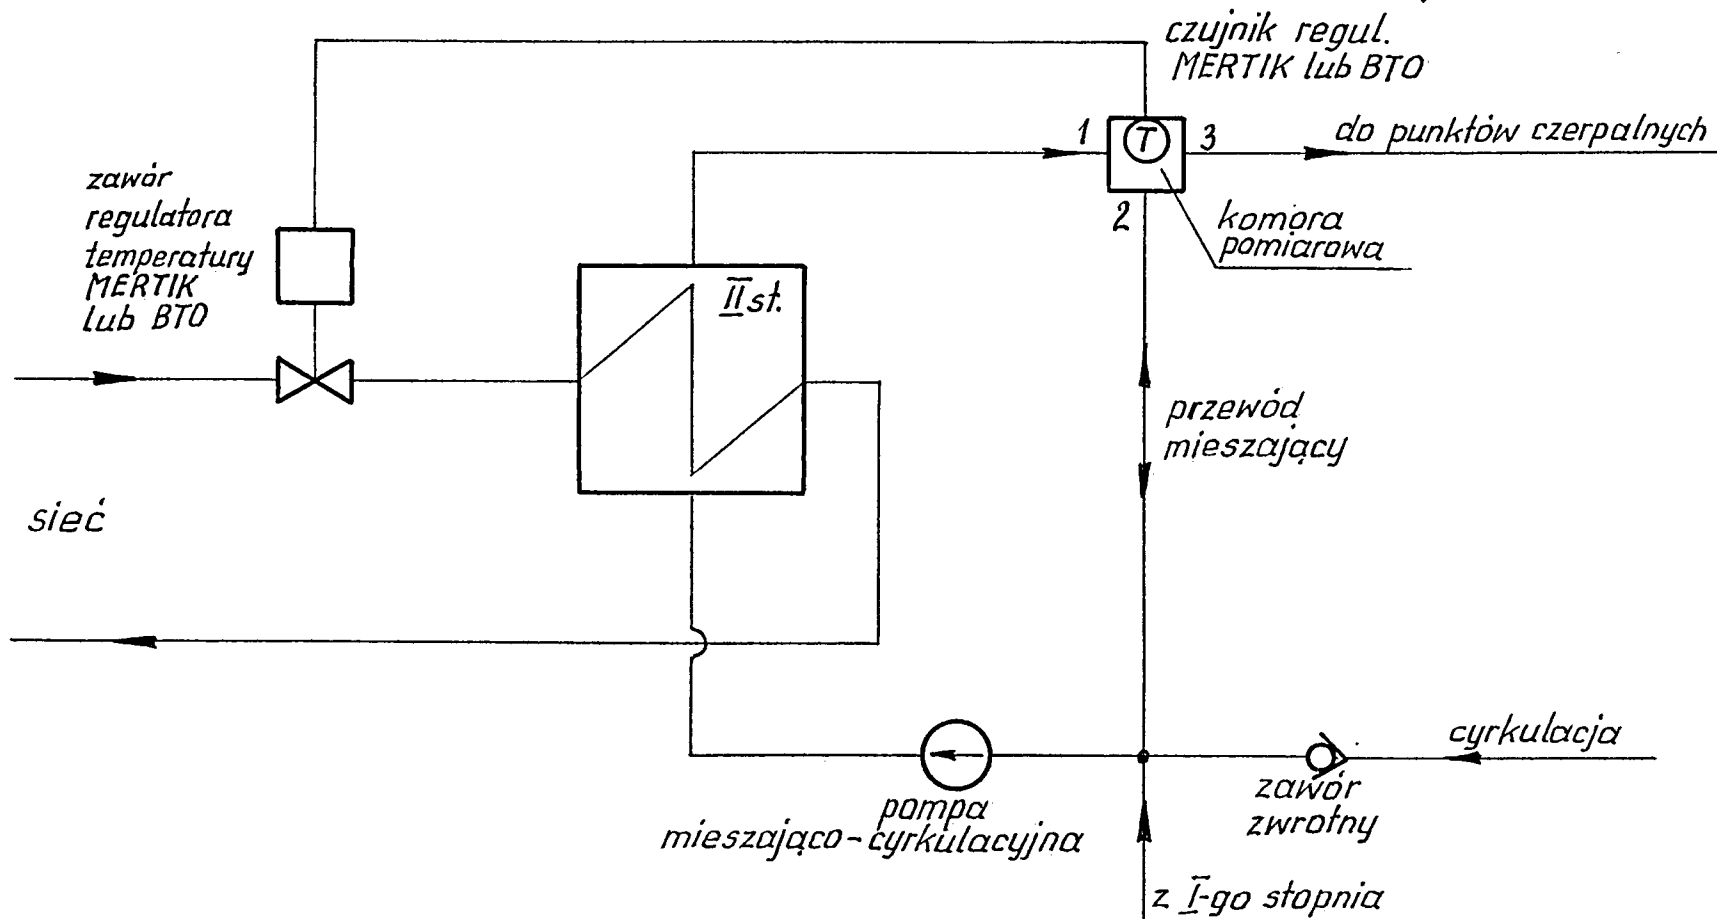 czujnik regul.
MERTIK lub BTO
1
T
3
do punktów czerpalnych
zawór
regulatora
temperatury
MERTIK
lub BTO
2
komora
pomiarowa
II st.
przewód
mieszający
sieć
cyrkulacja
zawór
zwrotny
pompa
mieszająco-cyrkulacyjna
z I-go stopnia